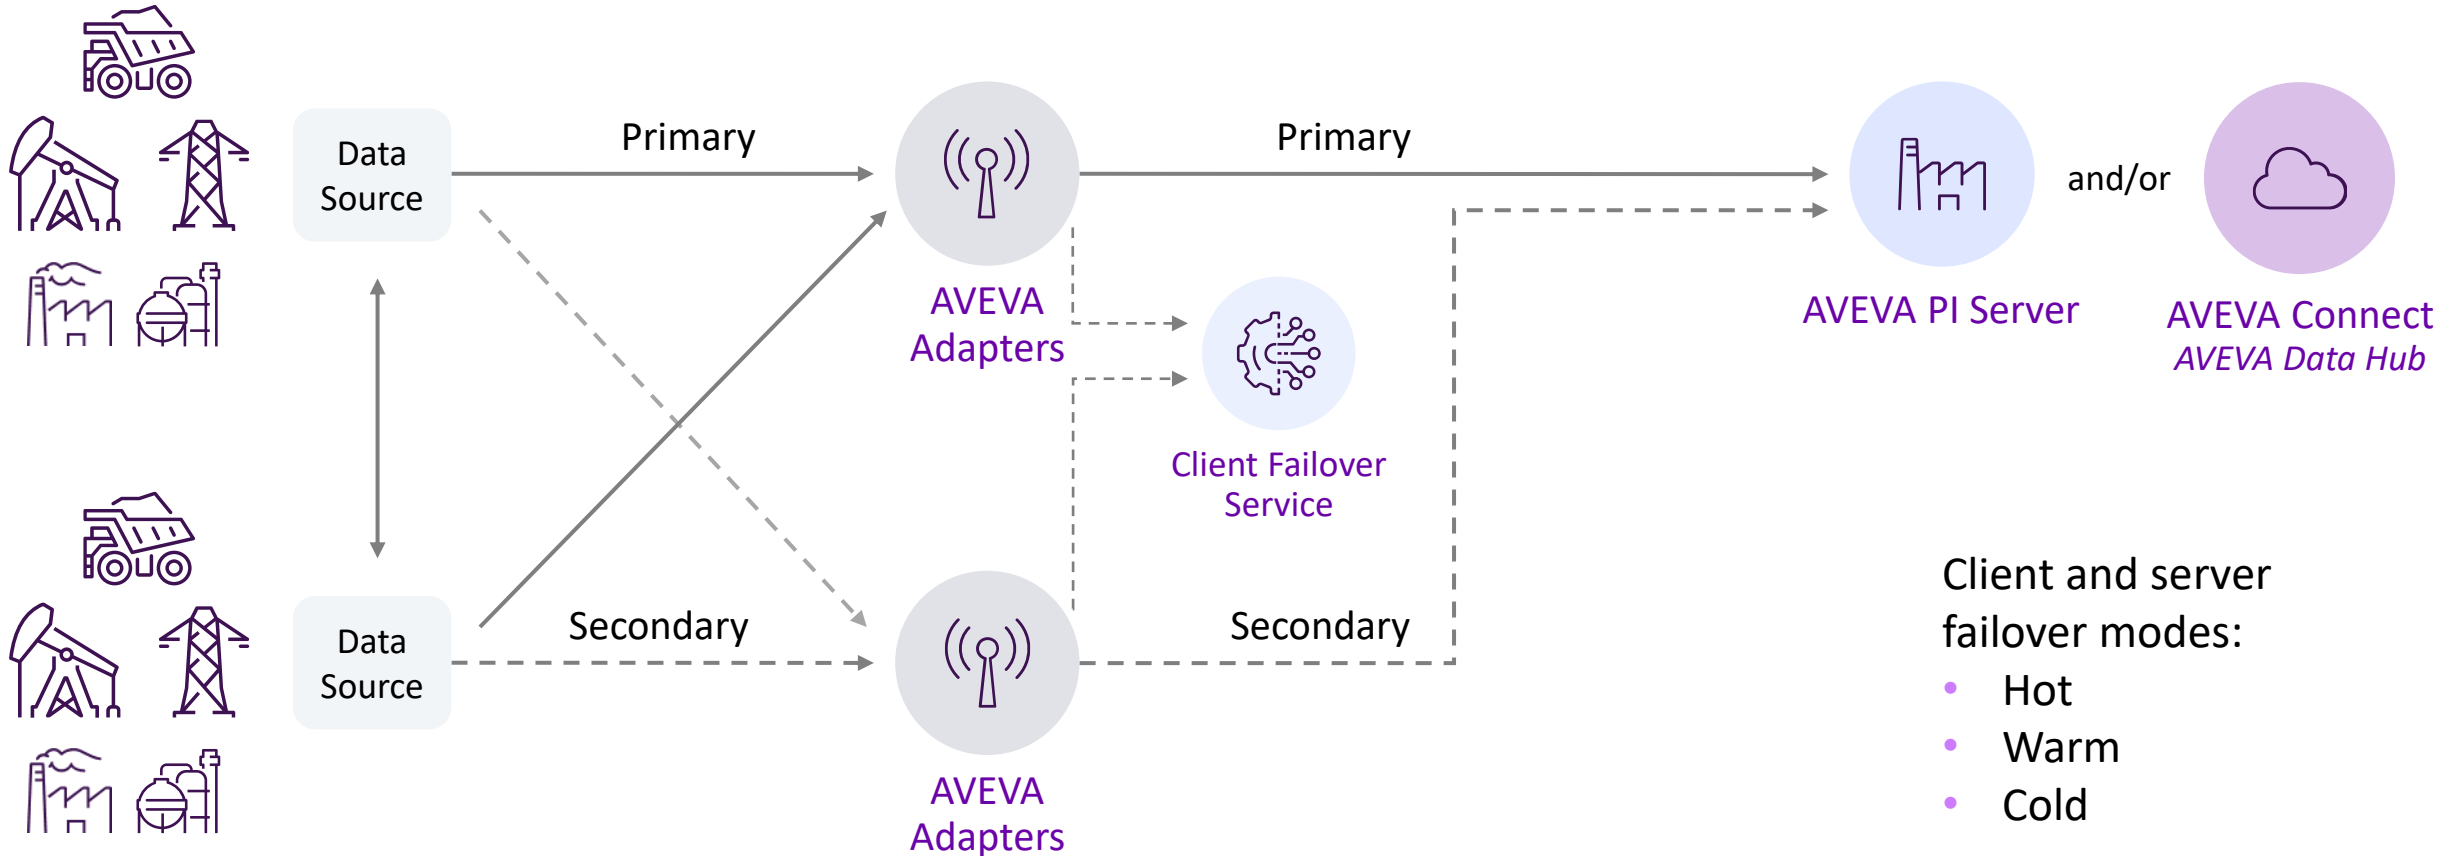 Data
Source
Primary
AVEVA
Adapters
Primary
AVEVA PI Server
and/or
AVEVA Connect
AVEVA Data Hub
Client Failover
Service
Data
Source
Secondary
AVEVA
Adapters
Secondary
Client and server
failover modes:
• Hot
• Warm
• Cold